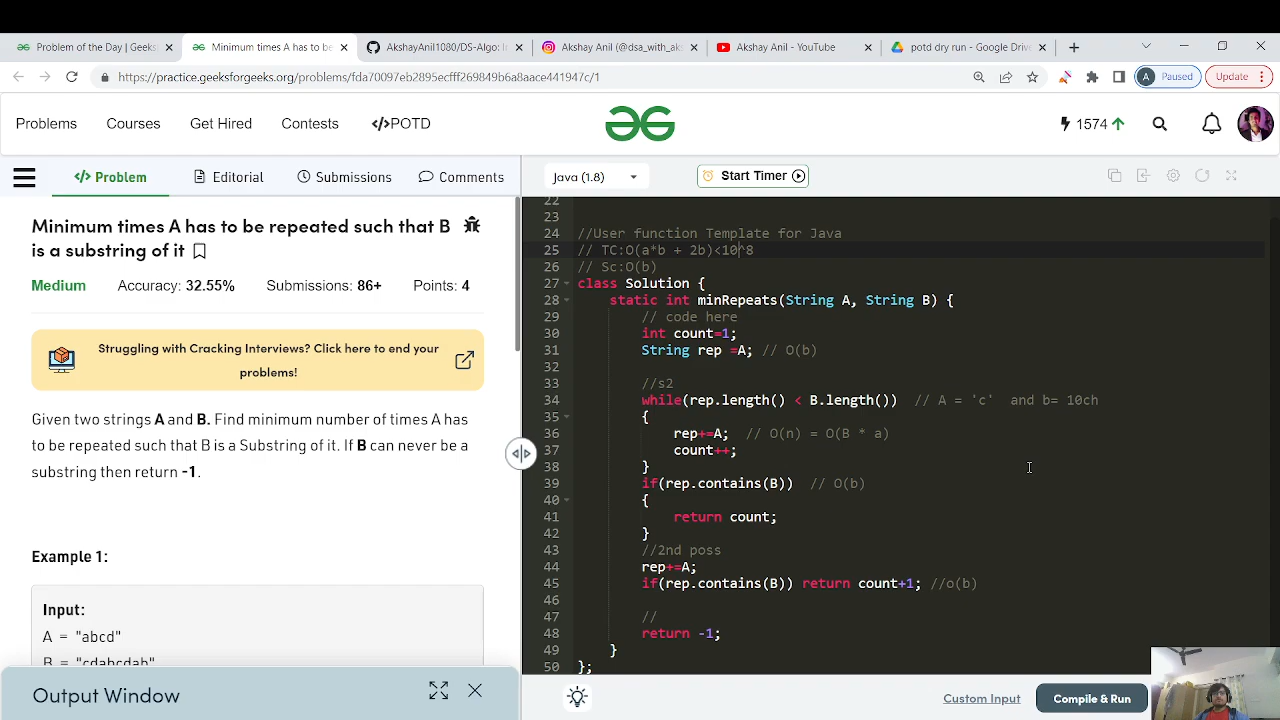 Problem of the Day | Geeks
Minimum times A has to be
AkshayAnil1080/DS-Algo: I
Akshay Anil (@dsa_with_aks
Akshay Anil - YouTube
potd dry run - Google Drive
https://practice.geeksforgeeks.org/problems/fda70097eb2895ecfff269849b6a8aace441947c/1
A Paused
Update
Problems
Courses
Get Hired
Contests
</>POTD
1574
</> Problem
Editorial
Submissions
Comments
Java (1.8)
Start Timer
Minimum times A has to be repeated such that B
is a substring of it
Medium
Accuracy: 32.55%
Submissions: 86+
Points: 4
Struggling with Cracking Interviews? Click here to end your
problems!
Given two strings A and B. Find minimum number of times A has
to be repeated such that B is a Substring of it. If B can never be a
substring then return -1.
Example 1:
Input:
A = "abcd"
B = "cdabcdab"
Output Window
22
23
24 //User function Template for Java
25 // TC:O(a*b + 2b)<10^8
26 // Sc:O(b)
27 class Solution {
28 static int minRepeats(String A, String B) {
29 // code here
30 int count=1;
31 String rep =A; // O(b)
32
33 //s2
34 while(rep.length() < B.length()) // A = 'c' and b= 10ch
35 {
36 rep+=A; // O(n) = O(B * a)
37 count++;
38 }
39 if(rep.contains(B)) // O(b)
40 {
41 return count;
42 }
43 //2nd poss
44 rep+=A;
45 if(rep.contains(B)) return count+1; //o(b)
46
47 //
48 return -1;
49 }
50 };
Custom Input
Compile & Run